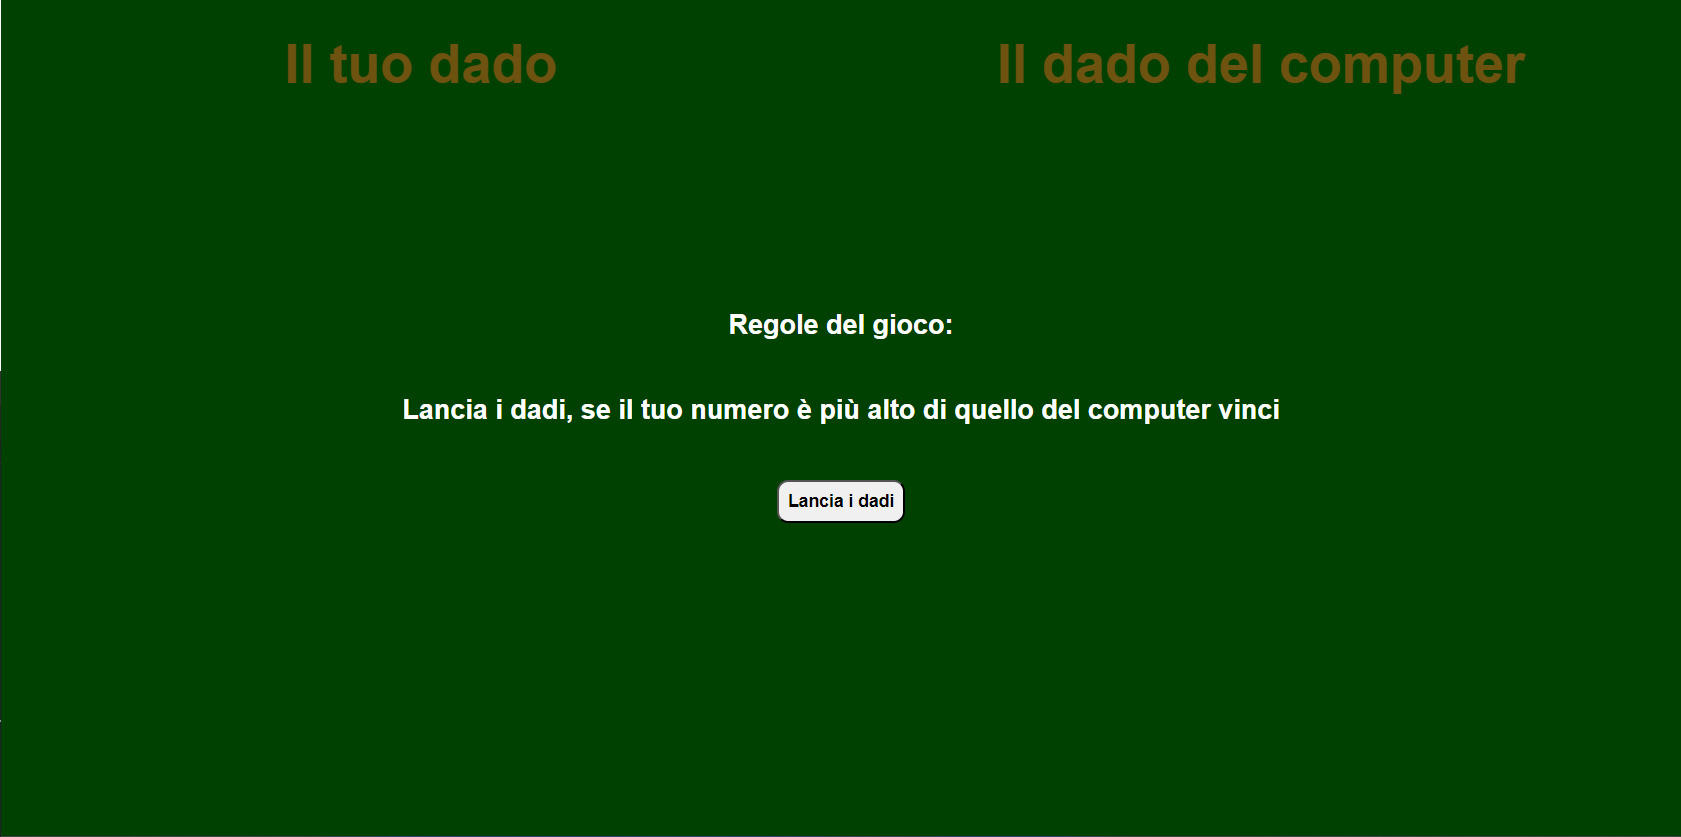 Il tuo dado
Il dado del computer
Regole del gioco:
Lancia i dadi, se il tuo numero è più alto di quello del computer vinci
Lancia i dadi